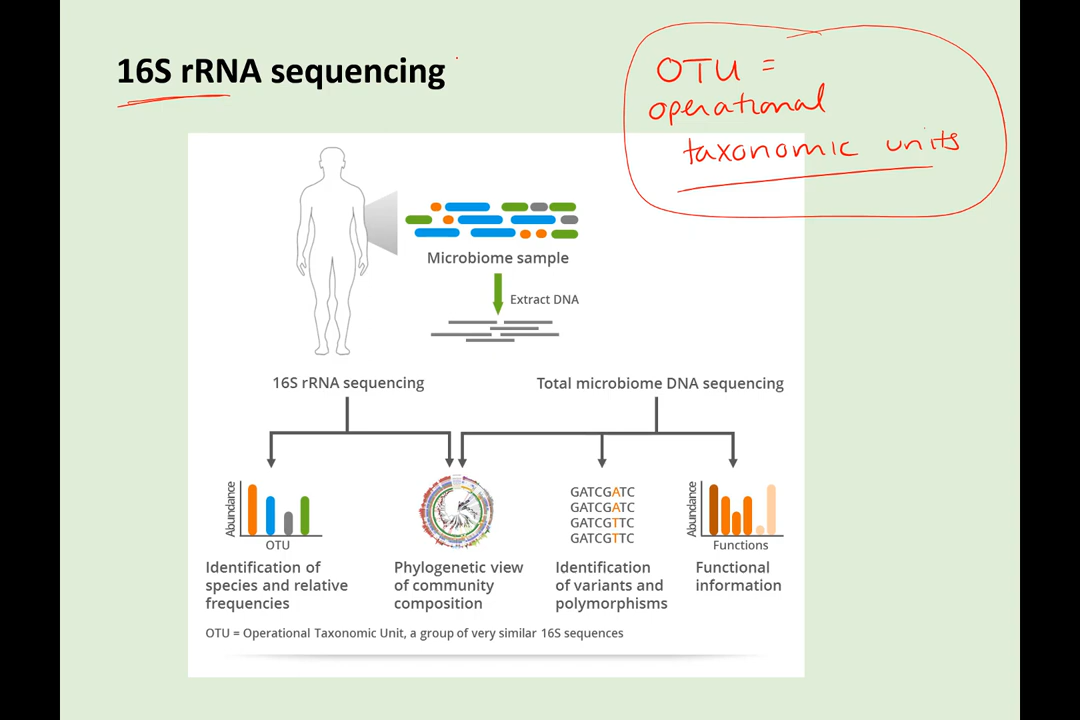 16S rRNA sequencing
OTU =
operational
taxonomic units
Microbiome sample
Extract DNA
16S rRNA sequencing
Total microbiome DNA sequencing
Abundance
OTU
Identification of
species and relative
frequencies
Phylogenetic view
of community
composition
GATCGATC
GATCGATC
GATCGTTC
GATCGTTC
Identification
of variants and
polymorphisms
Abundance
Functions
Functional
information
OTU = Operational Taxonomic Unit, a group of very similar 16S sequences